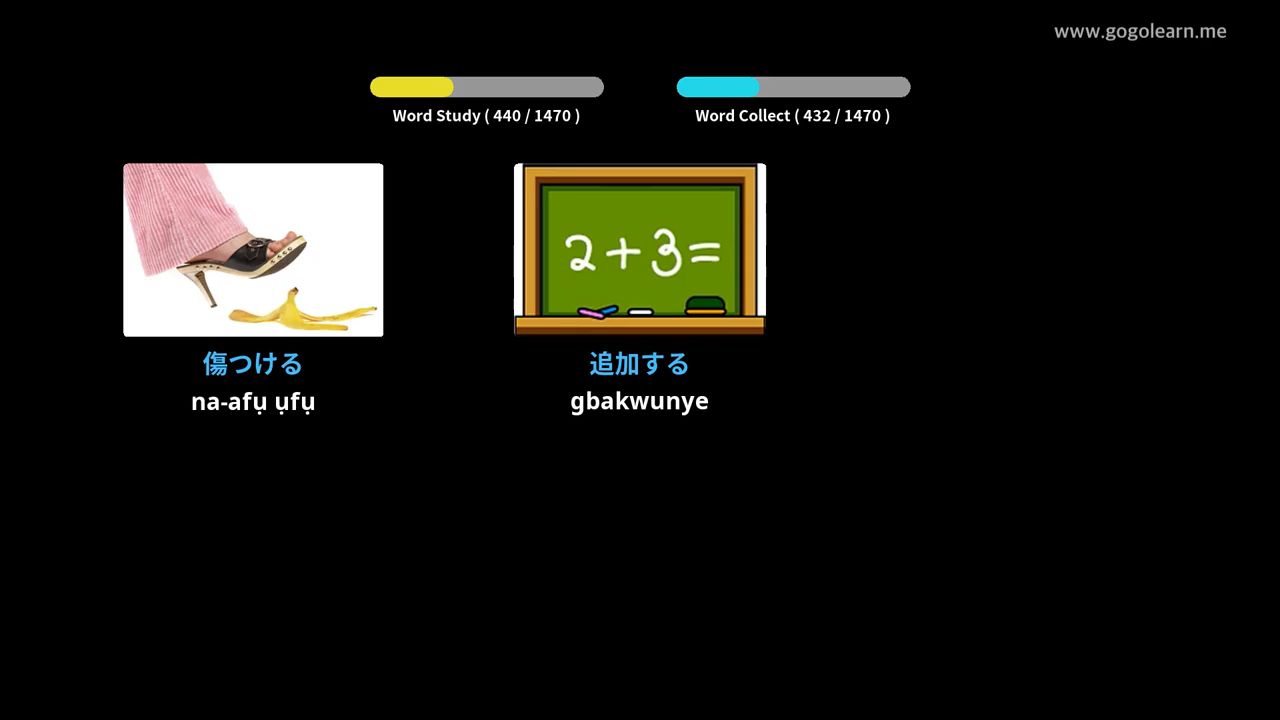 www.gogolearn.me
Word Study ( 440 / 1470 )
Word Collect ( 432 / 1470 )
2+3=
傷つける
追加する
na-afụ ụfụ
gbakwunye